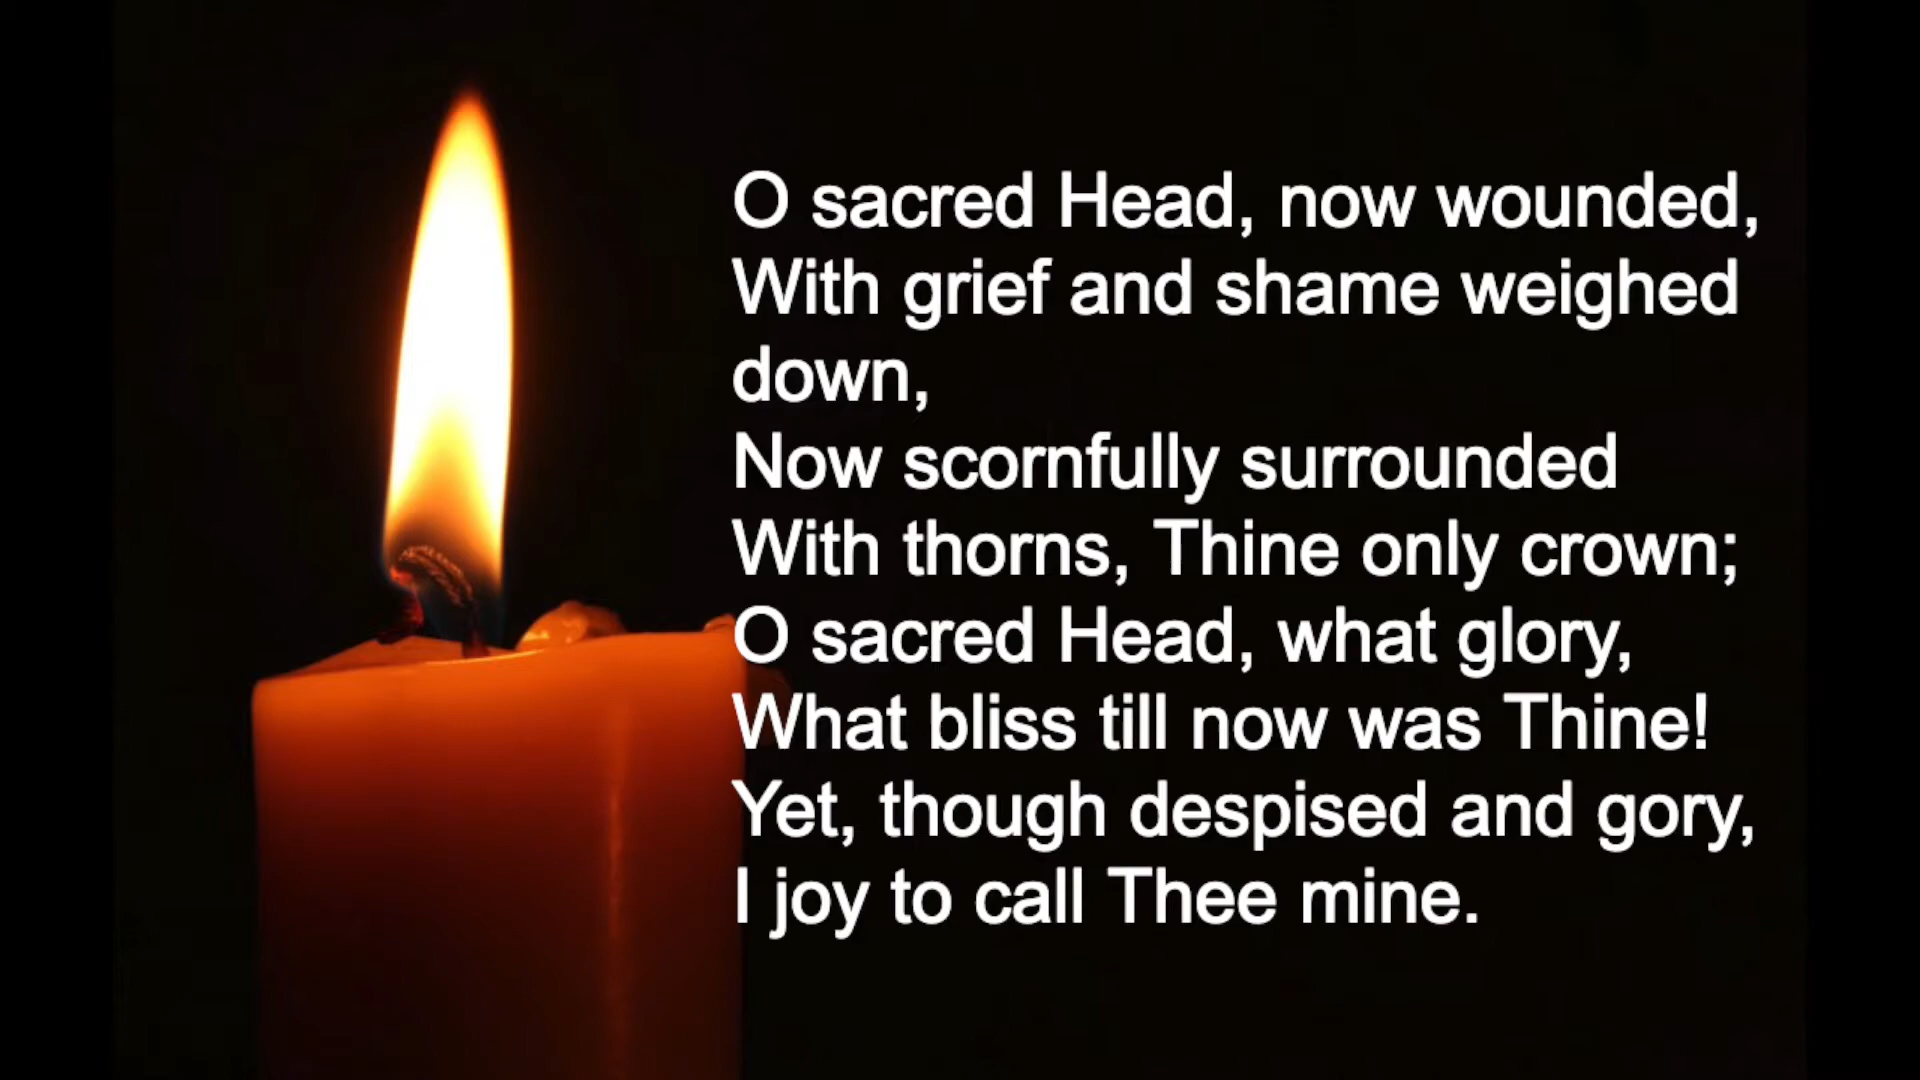 O sacred Head, now wounded,
With grief and shame weighed
down,
Now scornfully surrounded
With thorns, Thine only crown;
O sacred Head, what glory,
What bliss till now was Thine!
Yet, though despised and gory,
I joy to call Thee mine.